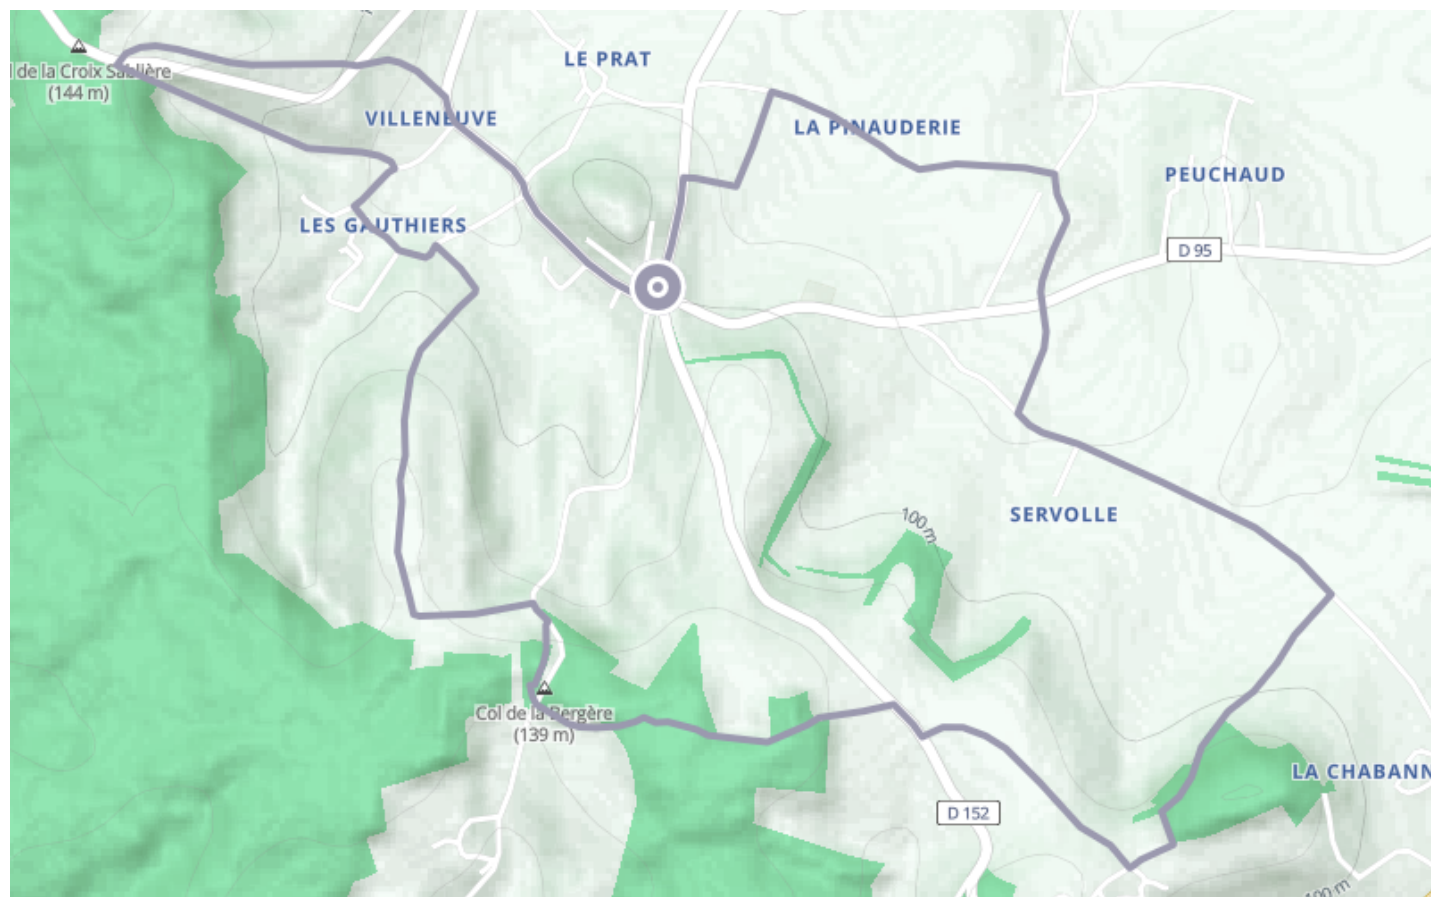 LE PRAT
l de la Croix Sablière
(144 m)
VILLENEUVE
LA PINAUDERIE
PEUCHAUD
LES GAUTHIERS
D 95
SERVOLLE
100 m
Col de la Bergère
(139 m)
LA CHABANN
D 152
100 m